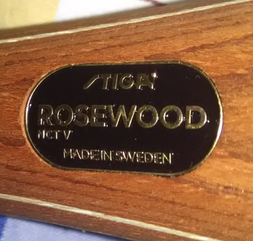 STIGA
ROSEWOOD
NCT V
MADE IN SWEDEN